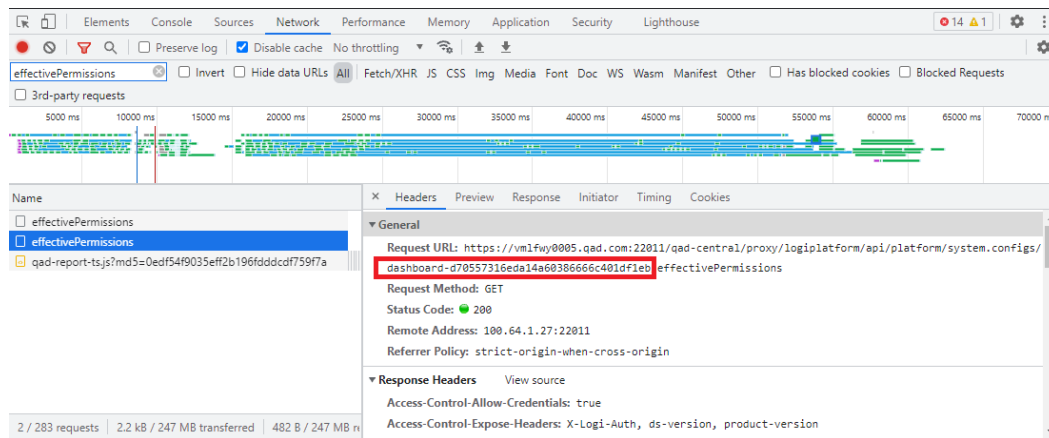 Elements Console Sources Network Performance Memory Application Security Lighthouse 14 1
Preserve log Disable cache No throttling
effectivePermissions Invert Hide data URLs All Fetch/XHR JS CSS Img Media Font Doc WS Wasm Manifest Other Has blocked cookies Blocked Requests
3rd-party requests
5000 ms 10000 ms 15000 ms 20000 ms 25000 ms 30000 ms 35000 ms 40000 ms 45000 ms 50000 ms 55000 ms 60000 ms 65000 ms 70000 m
Name
effectivePermissions
effectivePermissions
qad-report-ts.js?md5=0edf54f9035eff2b196fdddcdf759f7a
2 / 283 requests 2.2 kB / 247 MB transferred 482 B / 247 MB r
× Headers Preview Response Initiator Timing Cookies
General
Request URL: https://vmlfwy0005.qad.com:22011/qad-central/proxy/logiplatform/api/platform/system.configs/
dashboard-d70557316eda14a60386666c401df1eb/effectivePermissions
Request Method: GET
Status Code: 200
Remote Address: 100.64.1.27:22011
Referrer Policy: strict-origin-when-cross-origin
Response Headers View source
Access-Control-Allow-Credentials: true
Access-Control-Expose-Headers: X-Logi-Auth, ds-version, product-version